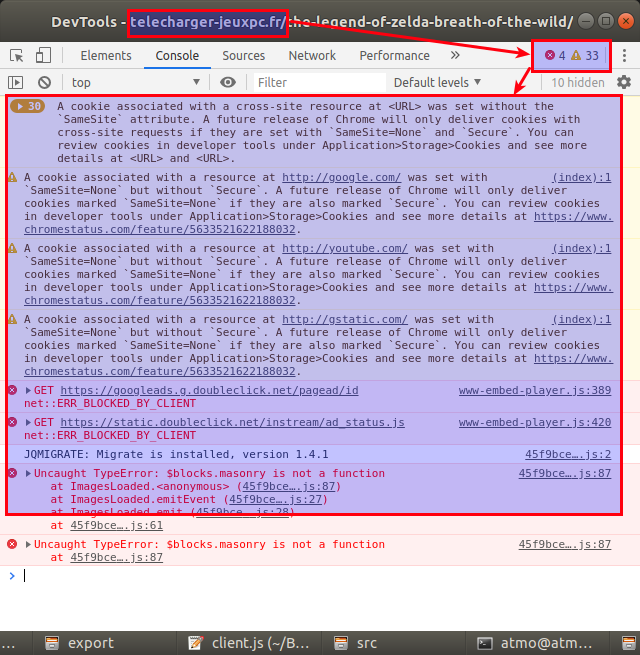 DevTools - telecharger-jeuxpc.fr/the-legend-of-zelda-breath-of-the-wild/
Elements Console Sources Network Performance » 4 33
top Filter Default levels 10 hidden
30 A cookie associated with a cross-site resource at <URL> was set without the
`SameSite` attribute. A future release of Chrome will only deliver cookies with
cross-site requests if they are set with `SameSite=None` and `Secure`. You can
review cookies in developer tools under Application>Storage>Cookies and see more
details at <URL> and <URL>.
A cookie associated with a resource at http://google.com/ was set with (index):1
`SameSite=None` but without `Secure`. A future release of Chrome will only deliver
cookies marked `SameSite=None` if they are also marked `Secure`. You can review cookies
in developer tools under Application>Storage>Cookies and see more details at https://www.
chromestatus.com/feature/5633521622188032.
A cookie associated with a resource at http://youtube.com/ was set with (index):1
`SameSite=None` but without `Secure`. A future release of Chrome will only deliver
cookies marked `SameSite=None` if they are also marked `Secure`. You can review cookies
in developer tools under Application>Storage>Cookies and see more details at https://www.
chromestatus.com/feature/5633521622188032.
A cookie associated with a resource at http://gstatic.com/ was set with (index):1
`SameSite=None` but without `Secure`. A future release of Chrome will only deliver
cookies marked `SameSite=None` if they are also marked `Secure`. You can review cookies
in developer tools under Application>Storage>Cookies and see more details at https://www.
chromestatus.com/feature/5633521622188032.
GET https://googleads.g.doubleclick.net/pagead/id www-embed-player.js:389
net::ERR_BLOCKED_BY_CLIENT
GET https://static.doubleclick.net/instream/ad_status.js www-embed-player.js:420
net::ERR_BLOCKED_BY_CLIENT
JQMIGRATE: Migrate is installed, version 1.4.1 45f9bce….js:2
Uncaught TypeError: $blocks.masonry is not a function 45f9bce….js:87
at ImagesLoaded.<anonymous> (45f9bce….js:87)
at ImagesLoaded.emitEvent (45f9bce….js:27)
at ImagesLoaded.emit (45f9bce….js:28)
at 45f9bce….js:61
Uncaught TypeError: $blocks.masonry is not a function 45f9bce….js:87
at 45f9bce….js:87
>
… export client.js (~/B… src atmo@atm…